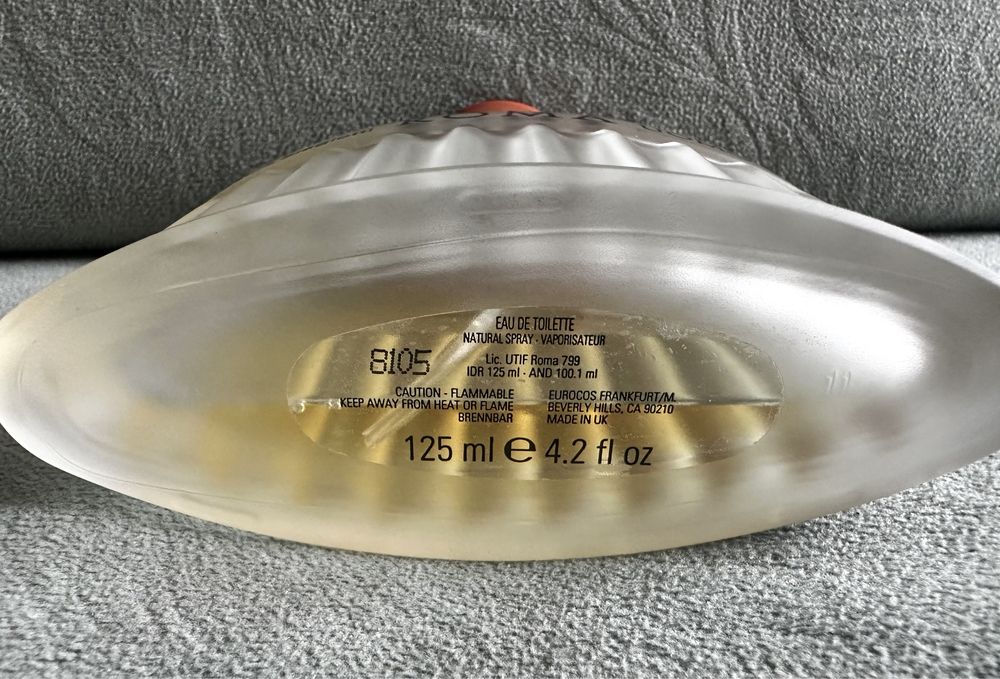 EAU DE TOILETTE
NATURAL SPRAY - VAPORISATEUR
8105
Lic. UTIF Roma 799
IDR 125 ml - AND 100.1 ml
CAUTION - FLAMMABLE
KEEP AWAY FROM HEAT OR FLAME
BRENNBAR
EUROCOS FRANKFURT/M.
BEVERLY HILLS, CA 90210
MADE IN UK
125 ml e 4.2 fl oz